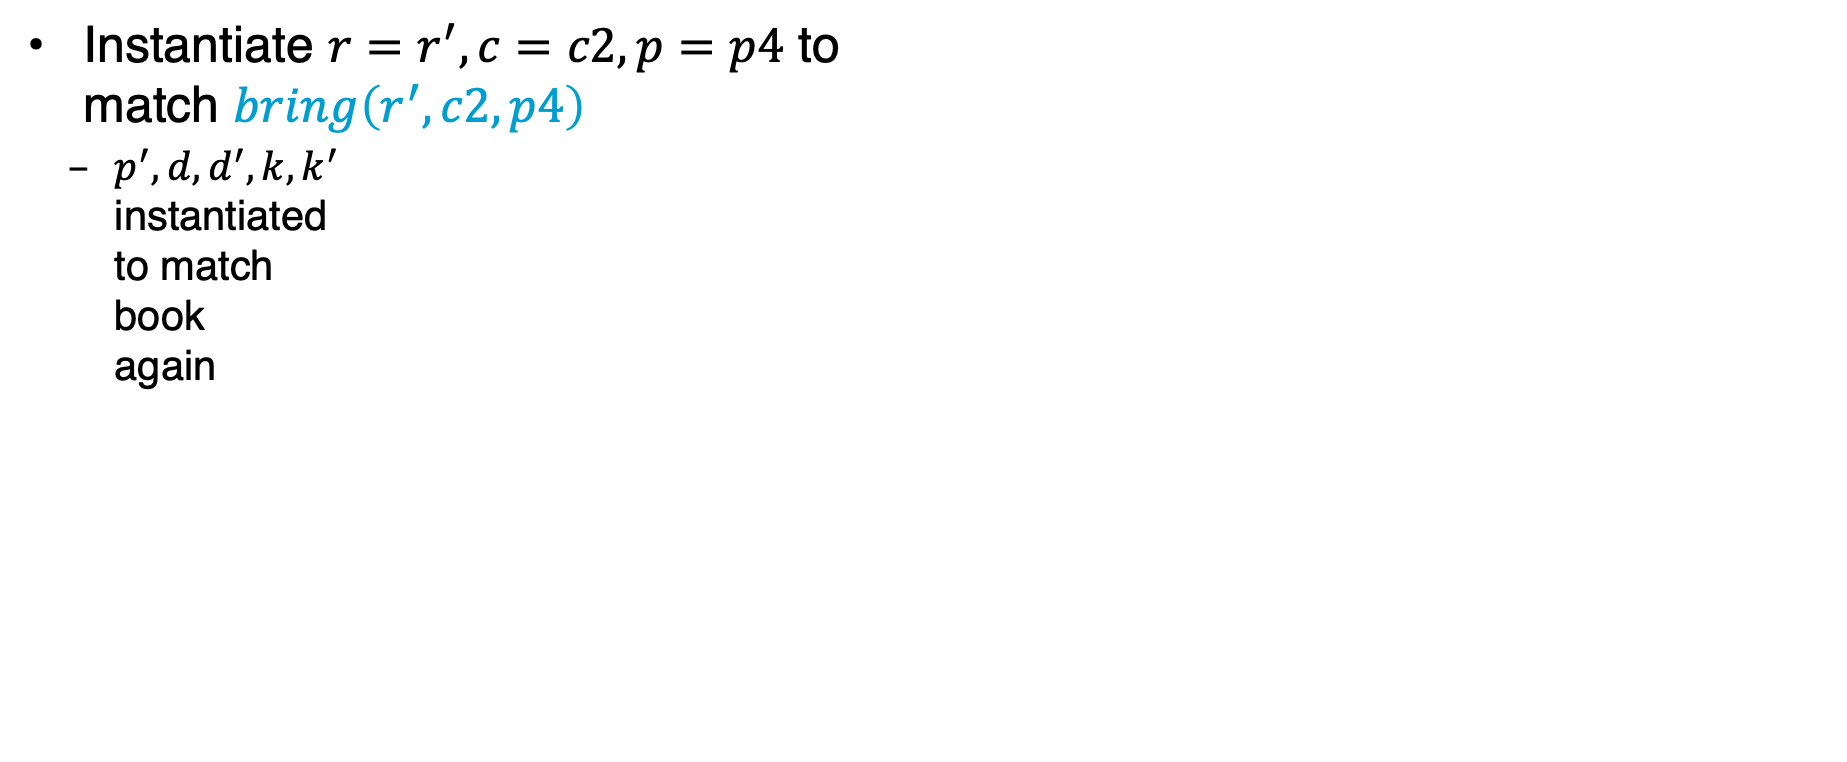 • Instantiate r = r′, c = c2, p = p4 to
match bring(r′, c2, p4)
– p′, d, d′, k, k′
instantiated
to match
book
again